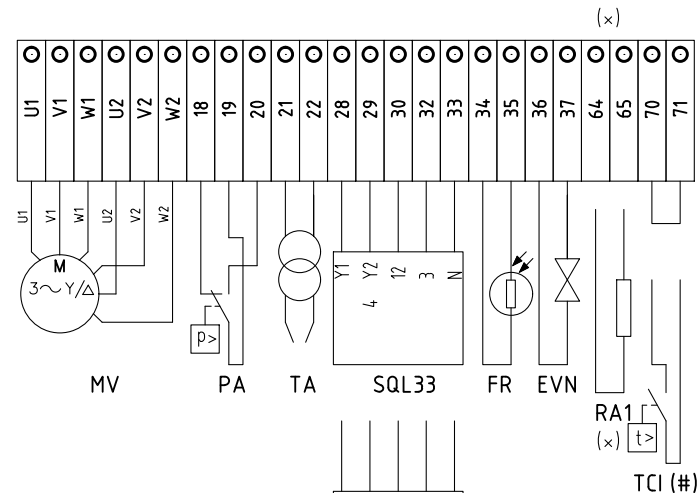 (x)
U1 V1 W1 U2 V2 W2 18 19 20 21 22 28 29 30 32 33 34 35 36 37 64 65 70 71
U1 V1 W1 U2 V2 W2
M
3~ Y/△
p>
Y1 Y2 12 3 N
4
MV PA TA SQL33 FR EVN
RA1
(x)
t>
TCI (#)